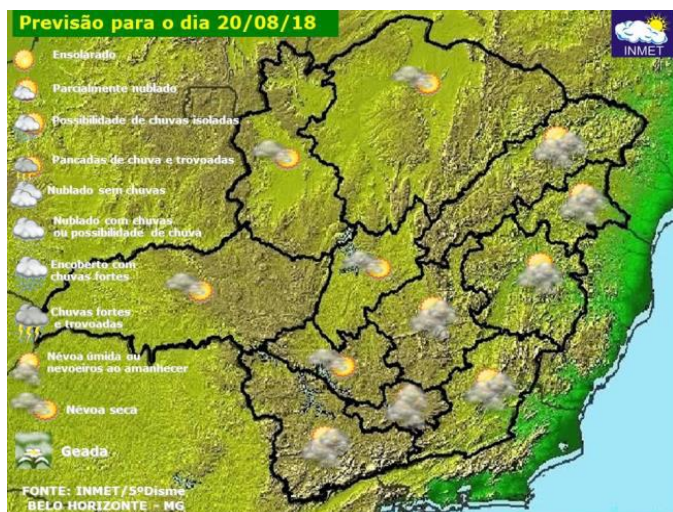 Previsão para o dia 20/08/18
INMET
Ensolarado
Parcialmente nublado
Possibilidade de chuvas isoladas
Pancadas de chuva e trovoadas
Nublado sem chuvas
Nublado com chuvas
ou possibilidade de chuva
Encoberto com
chuvas fortes
Chuvas fortes
e trovoadas
Névoa úmida ou
nevoeiros ao amanhecer
Névoa seca
Geada
FONTE: INMET/5ºDisme
BELO HORIZONTE - MG